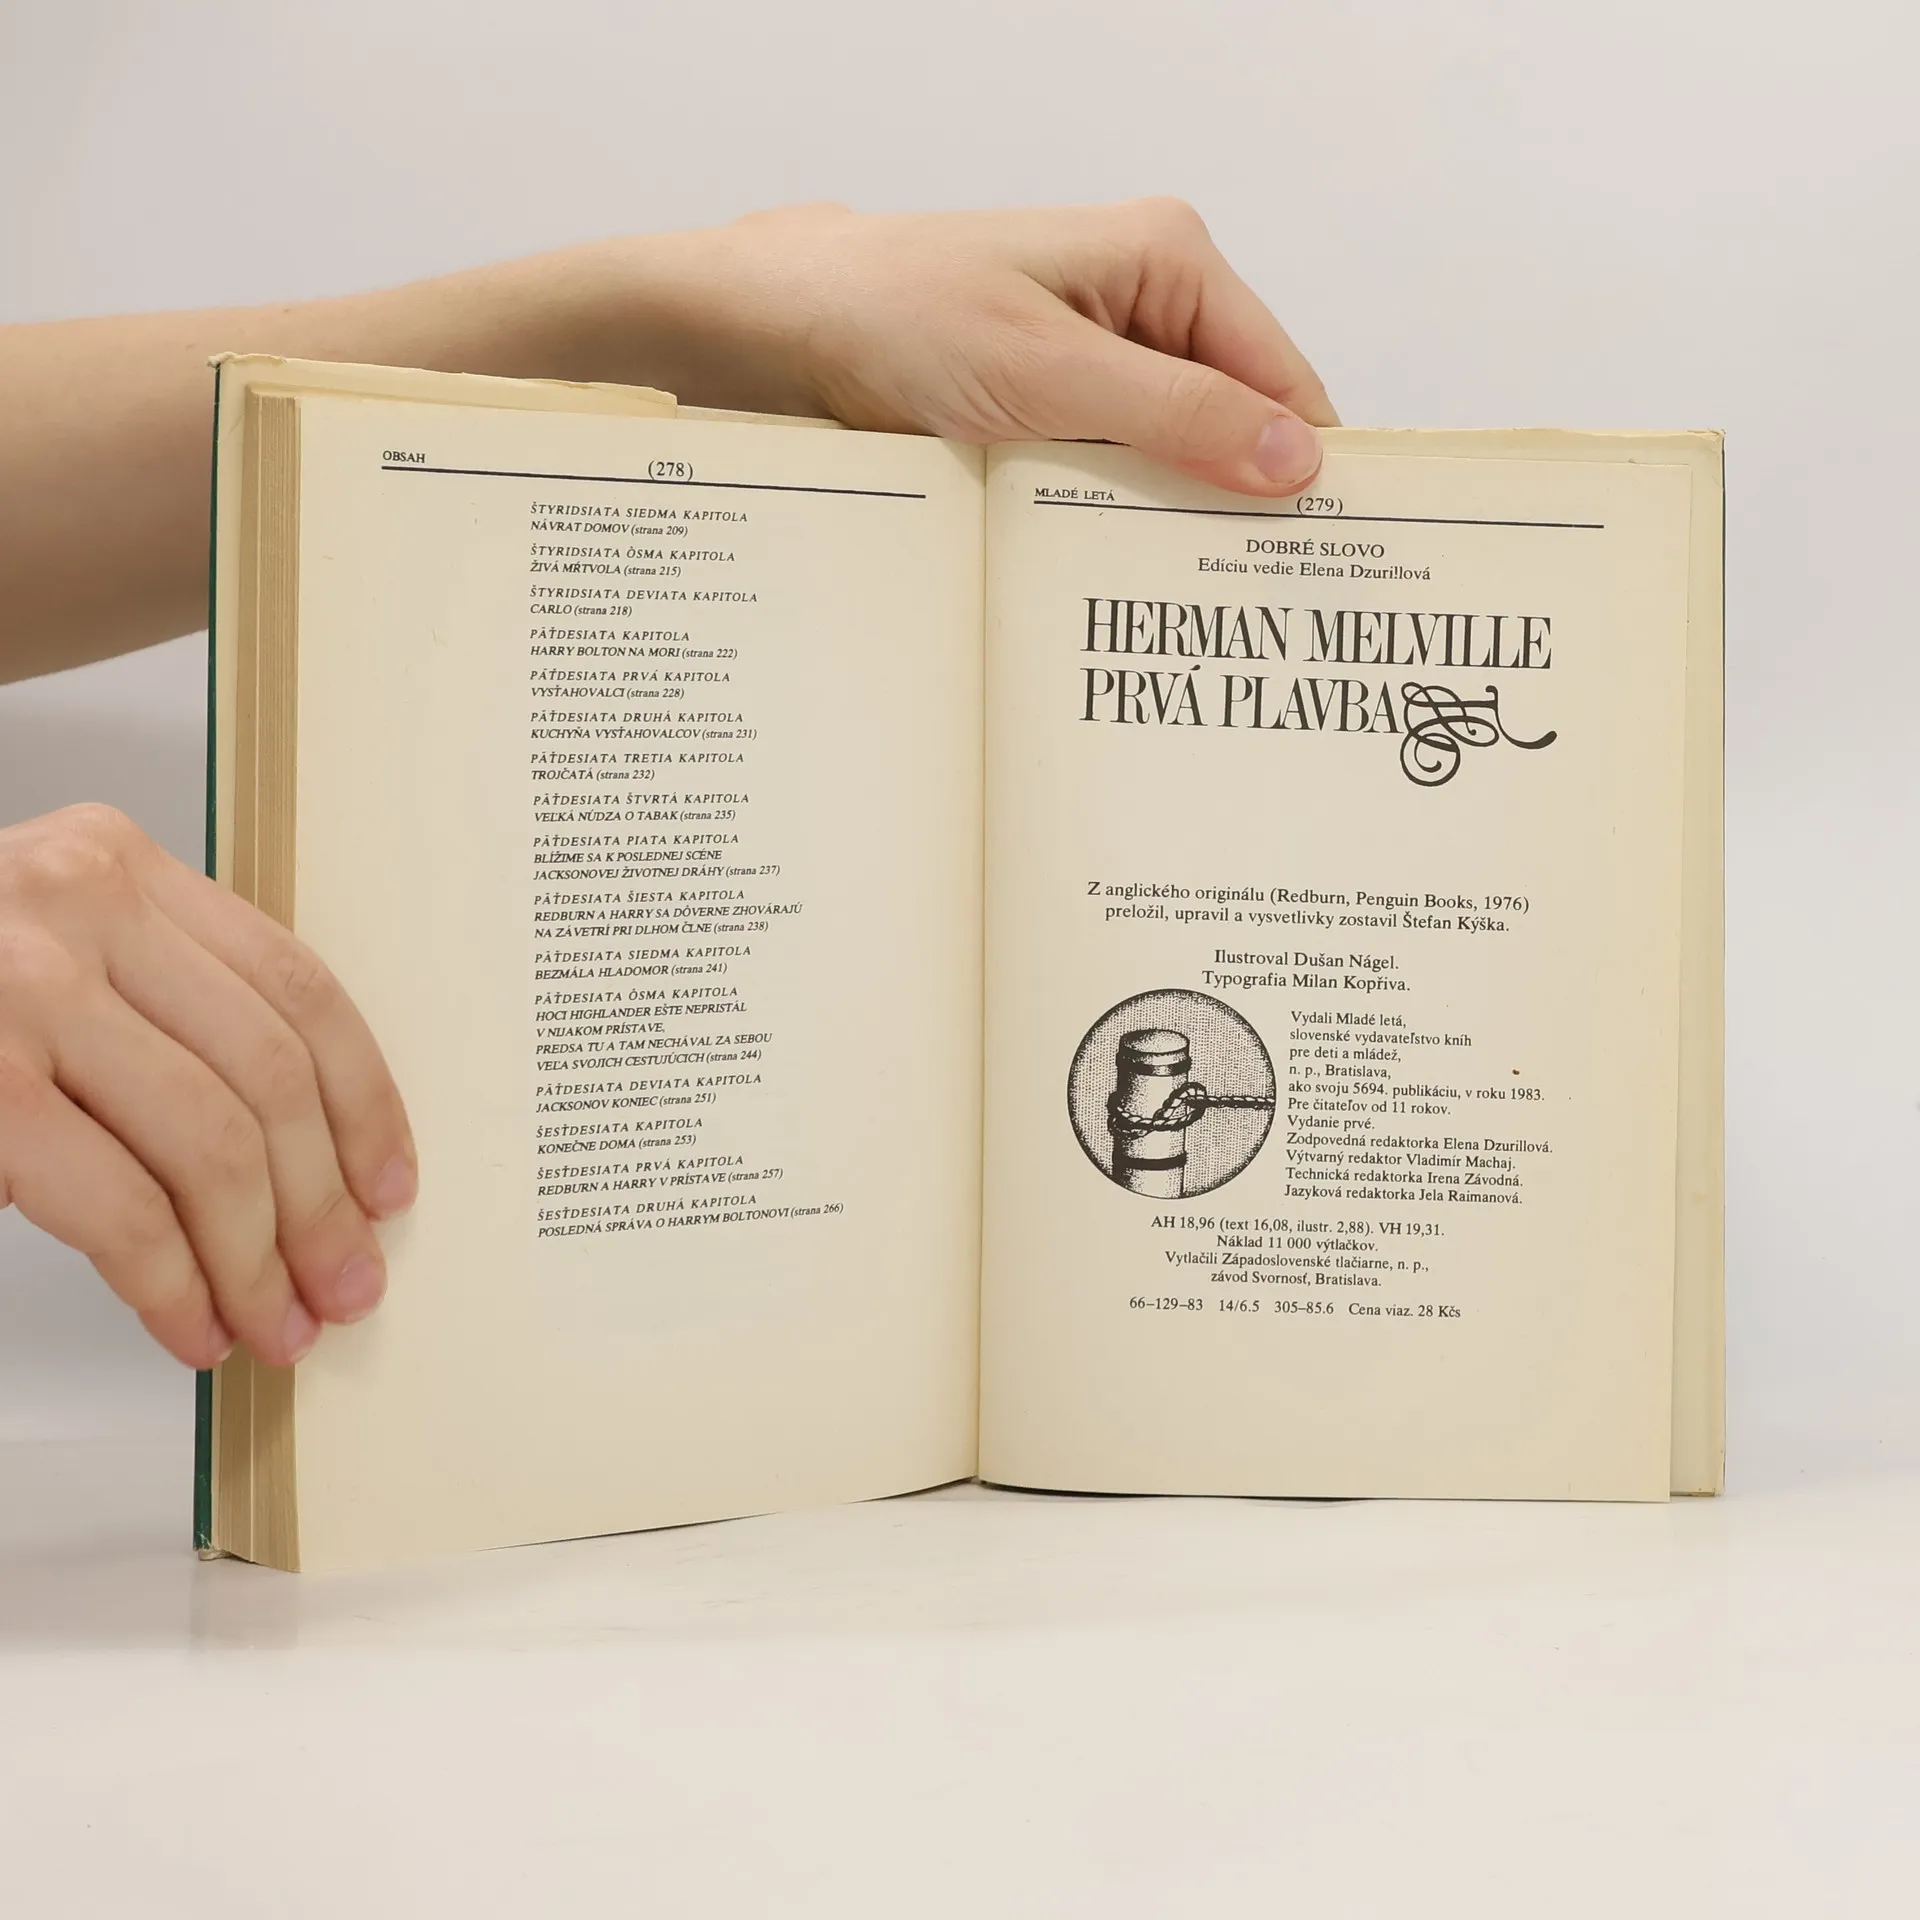 OBSAH
(278)
ŠTYRIDSIATA SIEDMA KAPITOLA
NÁVRAT DOMOV (strana 209)
ŠTYRIDSIATA ÔSMA KAPITOLA
ŽIVÁ MŔTVOLA (strana 215)
ŠTYRIDSIATA DEVIATA KAPITOLA
CARLO (strana 218)
PÄŤDESIATA KAPITOLA
HARRY BOLTON NA MORI (strana 222)
PÄŤDESIATA PRVÁ KAPITOLA
VYSŤAHOVALCI (strana 228)
PÄŤDESIATA DRUHÁ KAPITOLA
KUCHYŇA VYSŤAHOVALCOV (strana 231)
PÄŤDESIATA TRETIA KAPITOLA
TROJČATÁ (strana 232)
PÄŤDESIATA ŠTVRTÁ KAPITOLA
VEĽKÁ NÚDZA O TABAK (strana 235)
PÄŤDESIATA PIATA KAPITOLA
BLÍŽIME SA K POSLEDNEJ SCÉNE
JACKSONOVEJ ŽIVOTNEJ DRÁHY (strana 237)
PÄŤDESIATA ŠIESTA KAPITOLA
REDBURN A HARRY SA DÔVERNE ZHOVÁRAJÚ
NA ZÁVETRÍ PRI DLHOM ČLNE (strana 238)
PÄŤDESIATA SIEDMA KAPITOLA
BEZMÁLA HLADOMOR (strana 241)
PÄŤDESIATA ÔSMA KAPITOLA
HOCI HIGHLANDER EŠTE NEPRISTÁL
V NIJAKOM PRÍSTAVE,
PREDSA TU A TAM NECHÁVAL ZA SEBOU
VEĽA SVOJICH CESTUJÚCICH (strana 244)
PÄŤDESIATA DEVIATA KAPITOLA
JACKSONOV KONIEC (strana 251)
ŠESŤDESIATA KAPITOLA
KONEČNE DOMA (strana 253)
ŠESŤDESIATA PRVÁ KAPITOLA
REDBURN A HARRY V PRÍSTAVE (strana 257)
ŠESŤDESIATA DRUHÁ KAPITOLA
POSLEDNÁ SPRÁVA O HARRYM BOLTONOVI (strana 266)
MLADÉ LETÁ
(279)
DOBRÉ SLOVO
Edíciu vedie Elena Dzurillová
HERMAN MELVILLE
PRVÁ PLAVBA
Z anglického originálu (Redburn, Penguin Books, 1976)
preložil, upravil a vysvetlivky zostavil Štefan Kýška.
Ilustroval Dušan Nágel.
Typografia Milan Kopřiva.
Vydali Mladé letá,
slovenské vydavateľstvo kníh
pre deti a mládež,
n. p., Bratislava,
ako svoju 5694. publikáciu, v roku 1983.
Pre čitateľov od 11 rokov.
Vydanie prvé.
Zodpovedná redaktorka Elena Dzurillová.
Výtvarný redaktor Vladimír Machaj.
Technická redaktorka Irena Závodná.
Jazyková redaktorka Jela Raimanová.
AH 18,96 (text 16,08, ilustr. 2,88). VH 19,31.
Náklad 11 000 výtlačkov.
Vytlačili Západoslovenské tlačiarne, n. p.,
závod Svornosť, Bratislava.
66–129–83 14/6.5 305–85.6 Cena viaz. 28 Kčs